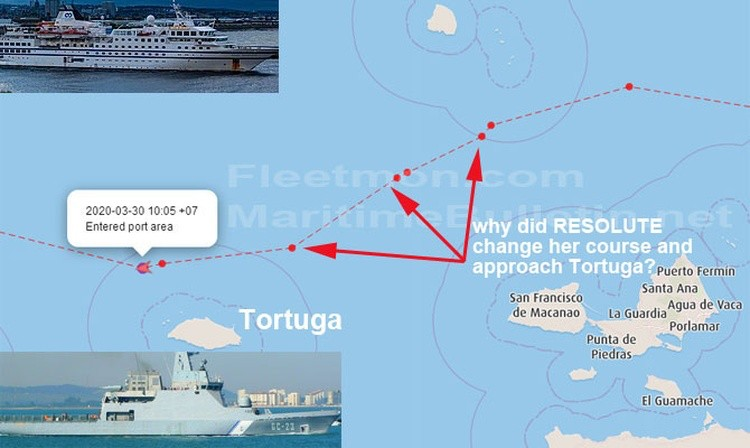 Fleetmon.com
MaritimeBulletin.net
2020-03-30 10:05 +07
Entered port area
why did RESOLUTE
change her course and
approach Tortuga?
Puerto Fermín
Santa Ana
San Francisco
de Macanao
Agua de Vaca
La Guardia
Porlamar
Punta de
Piedras
Tortuga
El Guamache
GC-23